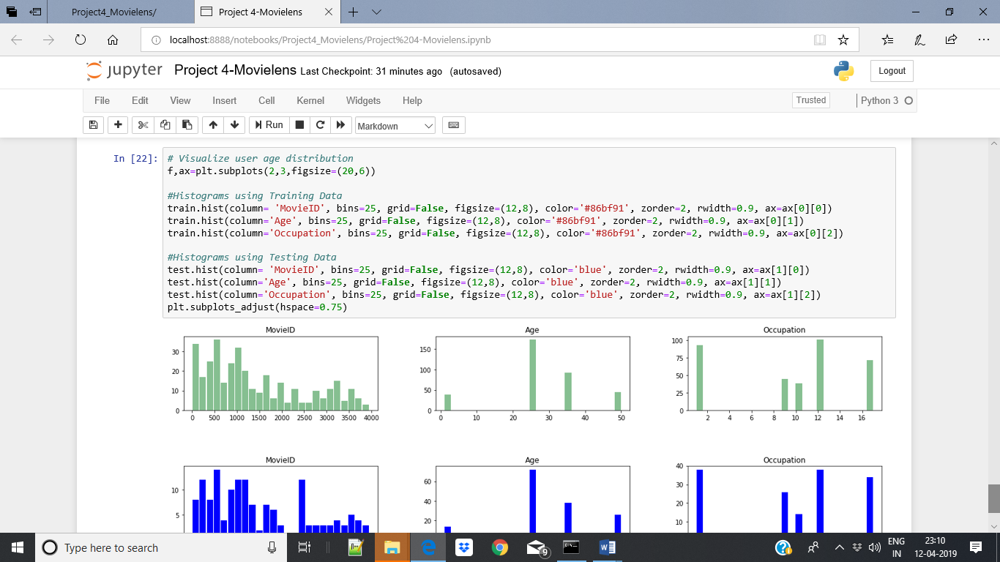 Project4_Movielens/
Project 4-Movielens
localhost:8888/notebooks/Project4_Movielens/Project%204-Movielens.ipynb
jupyter Project 4-Movielens Last Checkpoint: 31 minutes ago (autosaved)
Logout
File Edit View Insert Cell Kernel Widgets Help
Trusted
Python 3
Run
Markdown
In [22]:
# Visualize user age distribution
f,ax=plt.subplots(2,3,figsize=(20,6))
#Histograms using Training Data
train.hist(column= 'MovieID', bins=25, grid=False, figsize=(12,8), color='#86bf91', zorder=2, rwidth=0.9, ax=ax[0][0])
train.hist(column='Age', bins=25, grid=False, figsize=(12,8), color='#86bf91', zorder=2, rwidth=0.9, ax=ax[0][1])
train.hist(column='Occupation', bins=25, grid=False, figsize=(12,8), color='#86bf91', zorder=2, rwidth=0.9, ax=ax[0][2])
#Histograms using Testing Data
test.hist(column= 'MovieID', bins=25, grid=False, figsize=(12,8), color='blue', zorder=2, rwidth=0.9, ax=ax[1][0])
test.hist(column='Age', bins=25, grid=False, figsize=(12,8), color='blue', zorder=2, rwidth=0.9, ax=ax[1][1])
test.hist(column='Occupation', bins=25, grid=False, figsize=(12,8), color='blue', zorder=2, rwidth=0.9, ax=ax[1][2])
plt.subplots_adjust(hspace=0.75)
MovieID
30
20
10
0
0 500 1000 1500 2000 2500 3000 3500 4000
Age
150
100
50
0
0 10 20 30 40 50
Occupation
100
75
50
25
0
2 4 6 8 10 12 14 16
MovieID
10
5
Age
60
40
20
Occupation
40
30
20
10
Type here to search
9
ENG
IN
23:10
12-04-2019